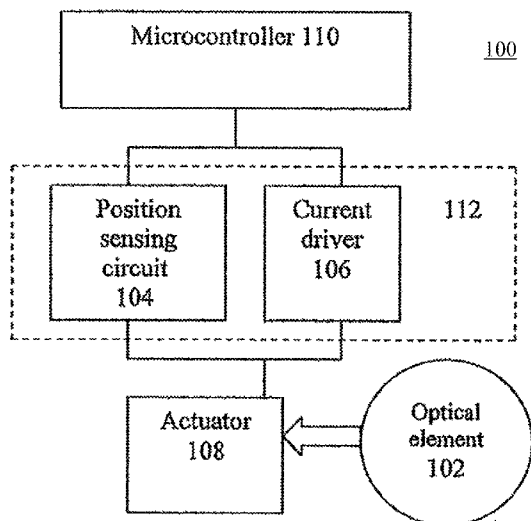 Microcontroller 110
100
Position
sensing
circuit
104
Current
driver
106
112
Actuator
108
Optical
element
102